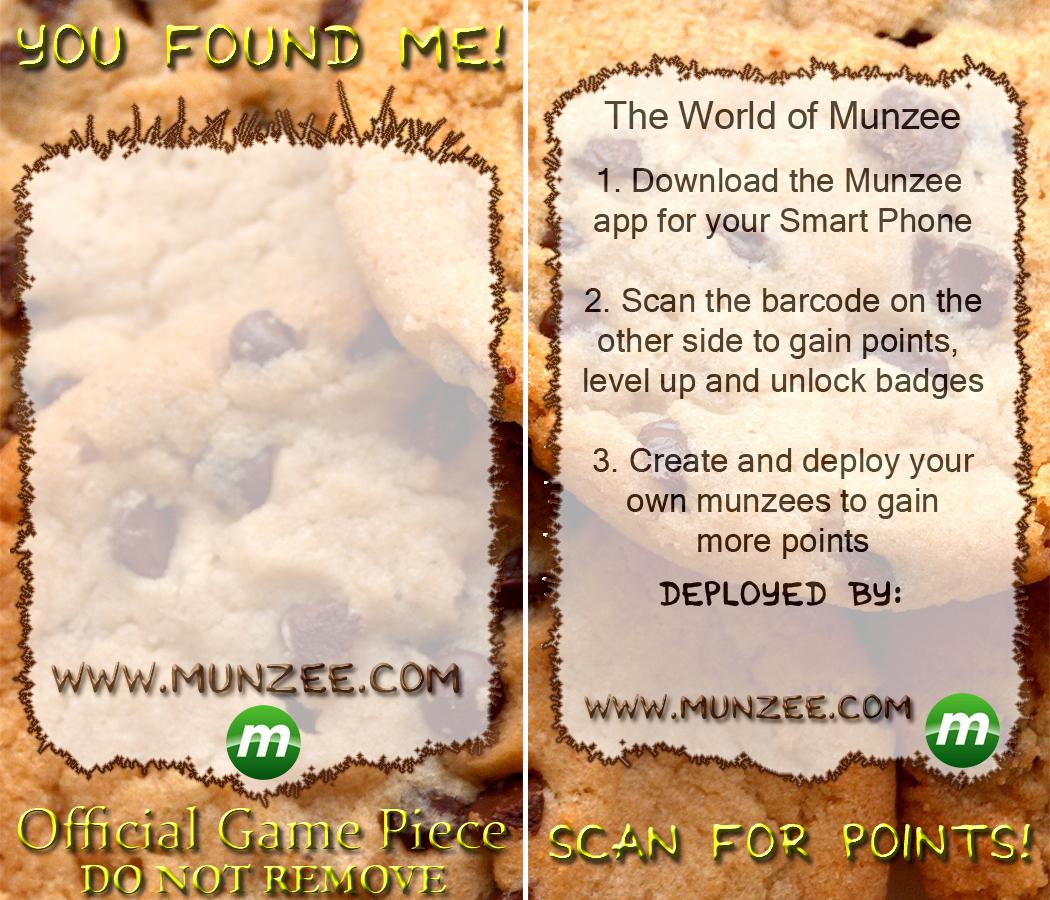 YOU FOUND ME!
WWW.MUNZEE.COM
m
Official Game Piece
DO NOT REMOVE
The World of Munzee
1. Download the Munzee
app for your Smart Phone
2. Scan the barcode on the
other side to gain points,
level up and unlock badges
3. Create and deploy your
own munzees to gain
more points
DEPLOYED BY:
WWW.MUNZEE.COM
m
SCAN FOR POINTS!